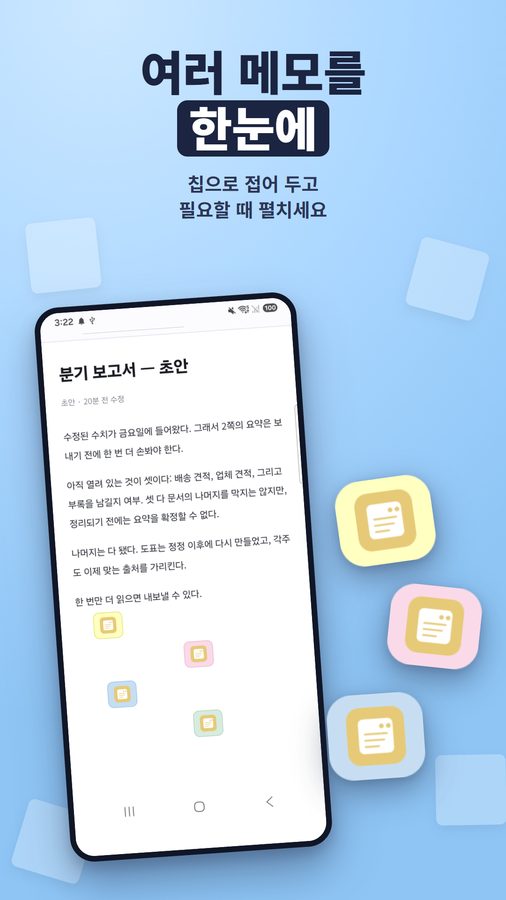 여러 메모를
한눈에
칩으로 접어 두고
필요할 때 펼치세요
3:22
100
분기 보고서 — 초안
초안 · 20분 전 수정
수정된 수치가 금요일에 들어왔다. 그래서 2쪽의 요약은 보
내기 전에 한 번 더 손봐야 한다.
아직 열려 있는 것이 셋이다: 배송 견적, 업체 견적, 그리고
부록을 남길지 여부. 셋 다 문서의 나머지를 막지는 않지만,
정리되기 전에는 요약을 확정할 수 없다.
나머지는 다 됐다. 도표는 정정 이후에 다시 만들었고, 각주
도 이제 맞는 출처를 가리킨다.
한 번만 더 읽으면 내보낼 수 있다.